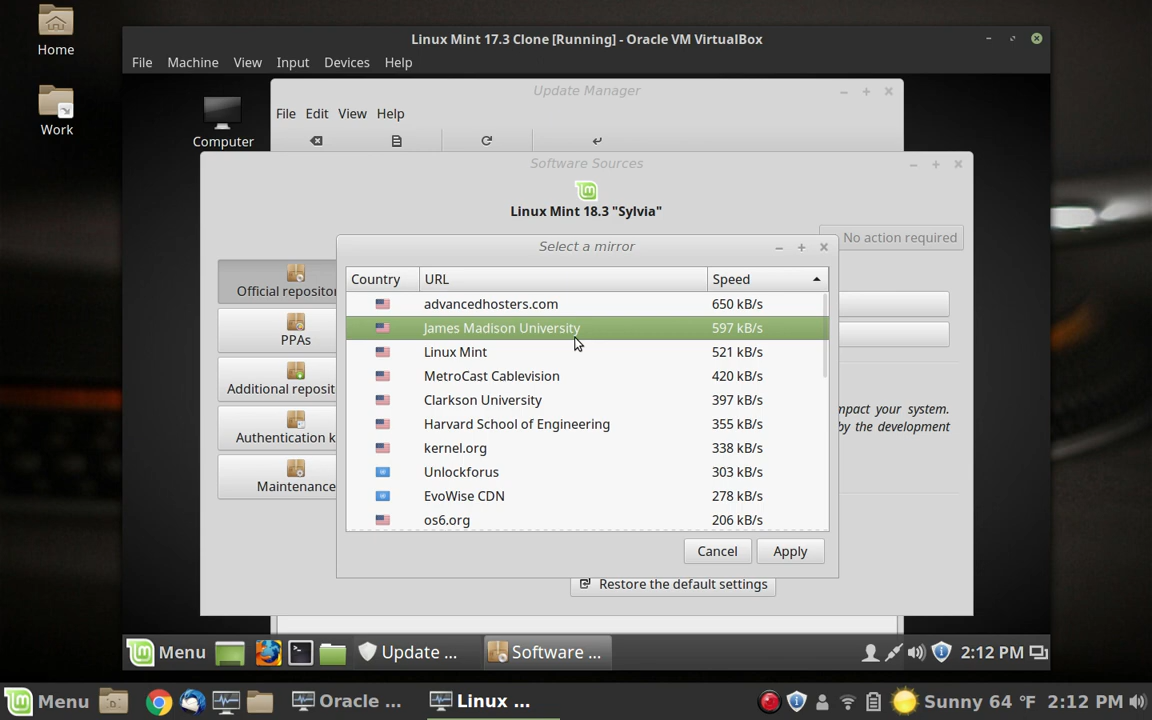 Home
Work
Linux Mint 17.3 Clone [Running] - Oracle VM VirtualBox
File Machine View Input Devices Help
Computer
Update Manager
File Edit View Help
Software Sources
Linux Mint 18.3 "Sylvia"
No action required
Official repositor
PPAs
Additional reposit
Authentication k
Maintenance
Select a mirror
Country URL Speed
advancedhosters.com 650 kB/s
James Madison University 597 kB/s
Linux Mint 521 kB/s
MetroCast Cablevision 420 kB/s
Clarkson University 397 kB/s
Harvard School of Engineering 355 kB/s
kernel.org 338 kB/s
Unlockforus 303 kB/s
EvoWise CDN 278 kB/s
os6.org 206 kB/s
Cancel Apply
mpact your system.
by the development
Restore the default settings
Menu Update ... Software ... 2:12 PM
Menu Oracle ... Linux ... Sunny 64 °F 2:12 PM